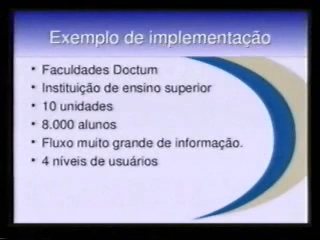 Exemplo de implementação
• Faculdades Doctum
• Instituição de ensino superior
• 10 unidades
• 8.000 alunos
• Fluxo muito grande de informação.
• 4 níveis de usuários